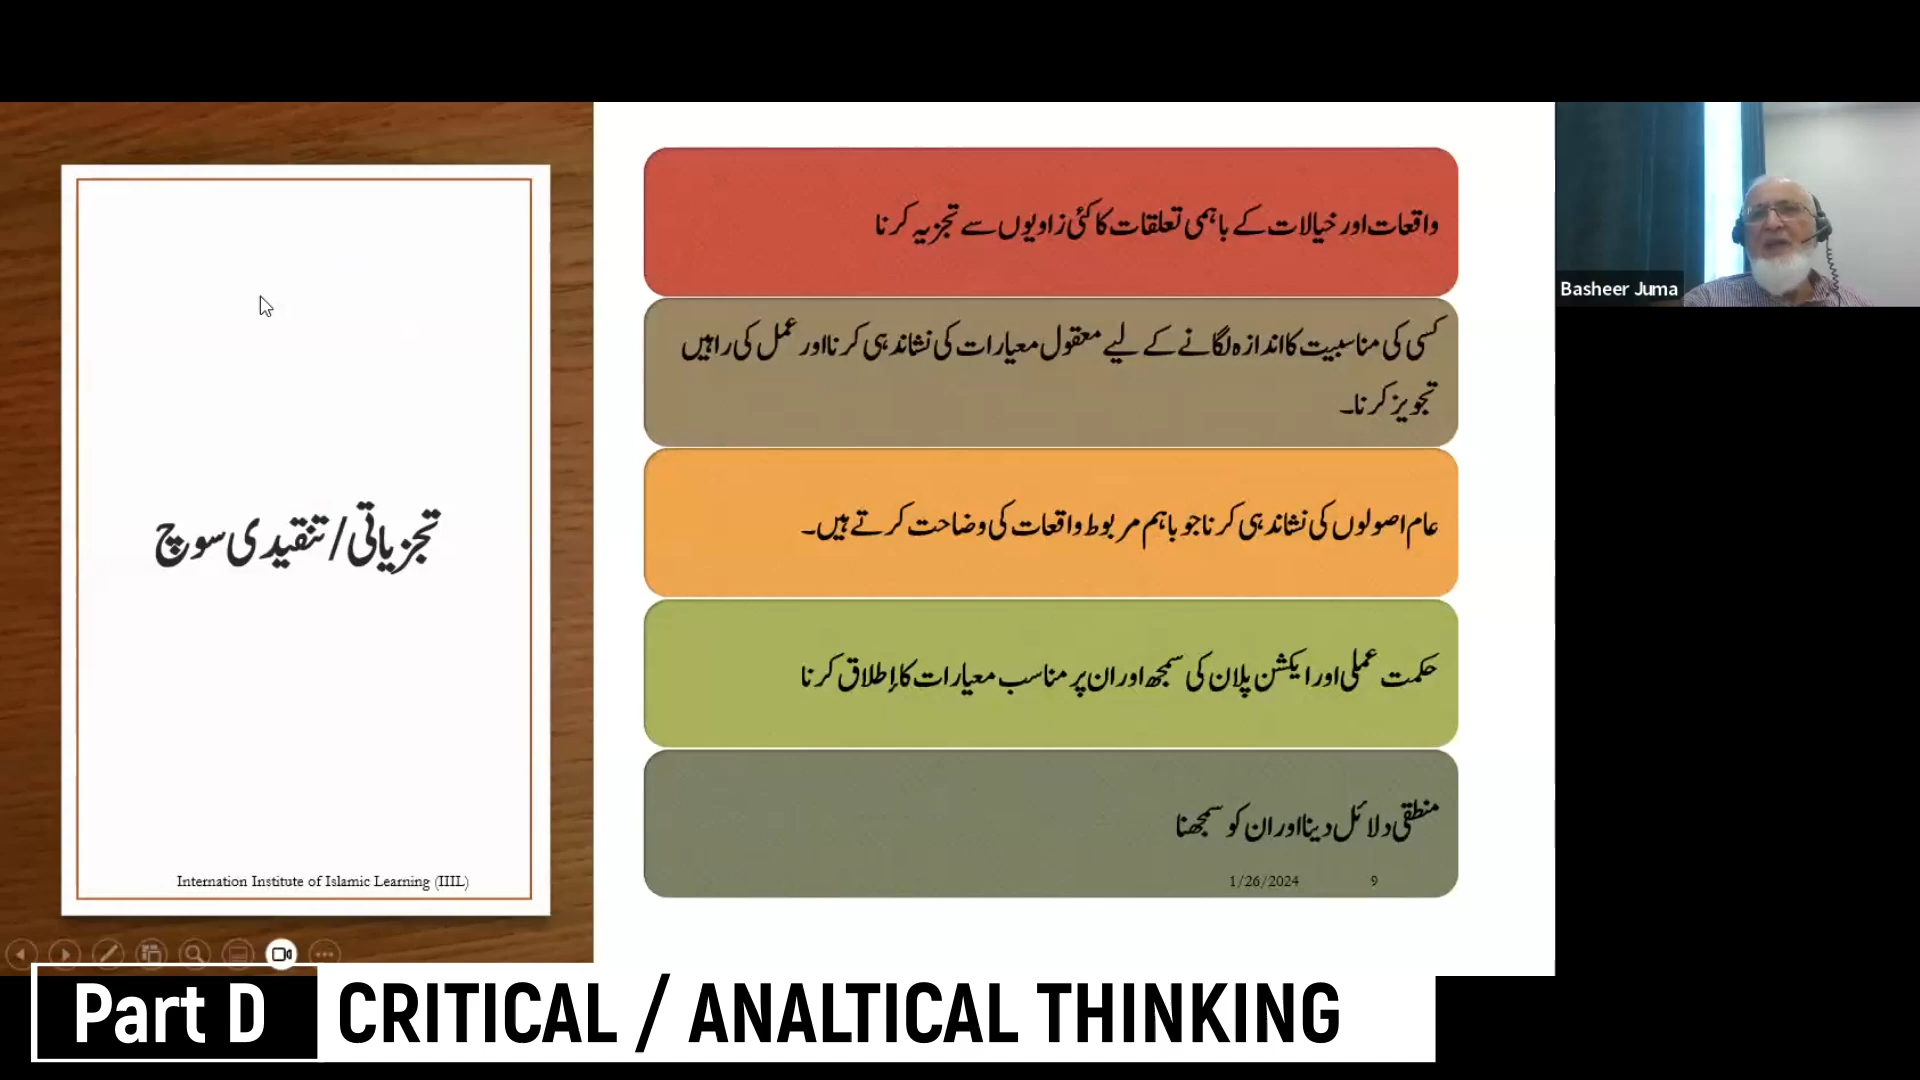 تجزیاتی/تنقیدی سوچ
Internation Institute of Islamic Learning (IIIL)
واقعات اور خیالات کے باہمی تعلقات کا کئی زاویوں سے تجزیہ کرنا
کسی کی مناسبیت کا اندازہ لگانے کے لیے معقول معیارات کی نشاندہی کرنا اور عمل کی راہیں
تجویز کرنا۔
عام اصولوں کی نشاندہی کرنا جو باہم مربوط واقعات کی وضاحت کرتے ہیں۔
حکمت عملی اور ایکشن پلان کی سمجھ اور ان پر مناسب معیارات کا اِطلاق کرنا
منطقی دلائل دینا اور ان کو سمجھنا
1/26/2024
9
Basheer Juma
Part D
CRITICAL / ANALTICAL THINKING